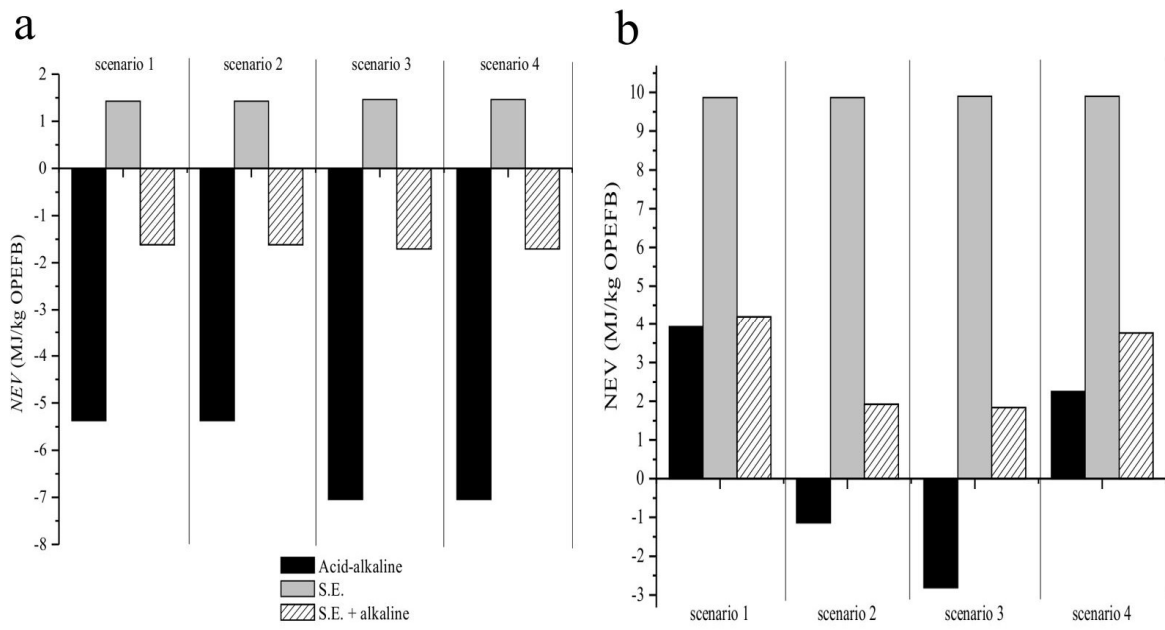 a
scenario 1 scenario 2 scenario 3 scenario 4
2
1
0
-1
-2
-3
-4
-5
-6
-7
-8
NEV (MJ/kg OPEFB)
Acid-alkaline
S.E.
S.E. + alkaline
b
10
9
8
7
6
5
4
3
2
1
0
-1
-2
-3
NEV (MJ/kg OPEFB)
scenario 1 scenario 2 scenario 3 scenario 4